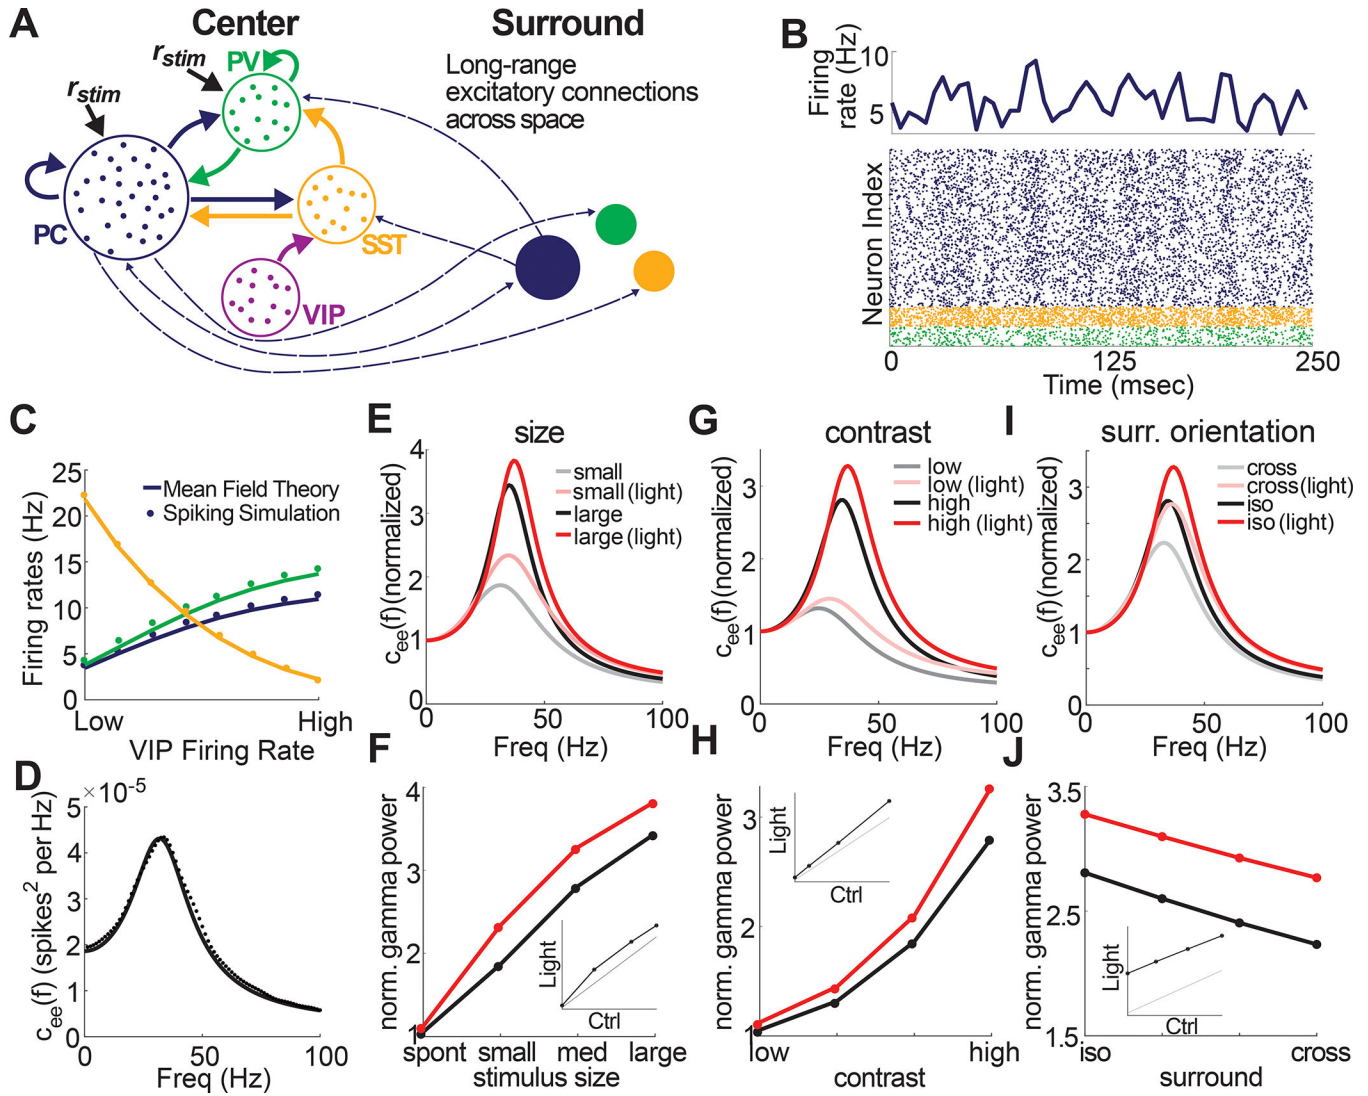 A
Center
Surround
r_stim
r_stim
PV
PC
SST
VIP
Long-range
excitatory connections
across space
B
Firing
rate (Hz)
10
5
Neuron Index
0
125
250
Time (msec)
C
Firing rates (Hz)
25
20
15
10
5
0
Mean Field Theory
Spiking Simulation
Low
High
VIP Firing Rate
D
×10^-5
c_ee(f) (spikes² per Hz)
5
4
3
2
1
0
0
50
100
Freq (Hz)
E
size
c_ee(f) (normalized)
4
3
2
1
0
small
small (light)
large
large (light)
0
50
100
Freq (Hz)
F
norm. gamma power
4
3
2
1
Light
Ctrl
spont
small
med
large
stimulus size
G
contrast
c_ee(f) (normalized)
3
2
1
0
low
low (light)
high
high (light)
0
50
100
Freq (Hz)
H
norm. gamma power
3
2
1
Light
Ctrl
low
high
contrast
I
surr. orientation
c_ee(f) (normalized)
3
2
1
0
cross
cross (light)
iso
iso (light)
0
50
100
Freq (Hz)
J
norm. gamma power
3.5
2.5
1.5
Light
Ctrl
iso
cross
surround